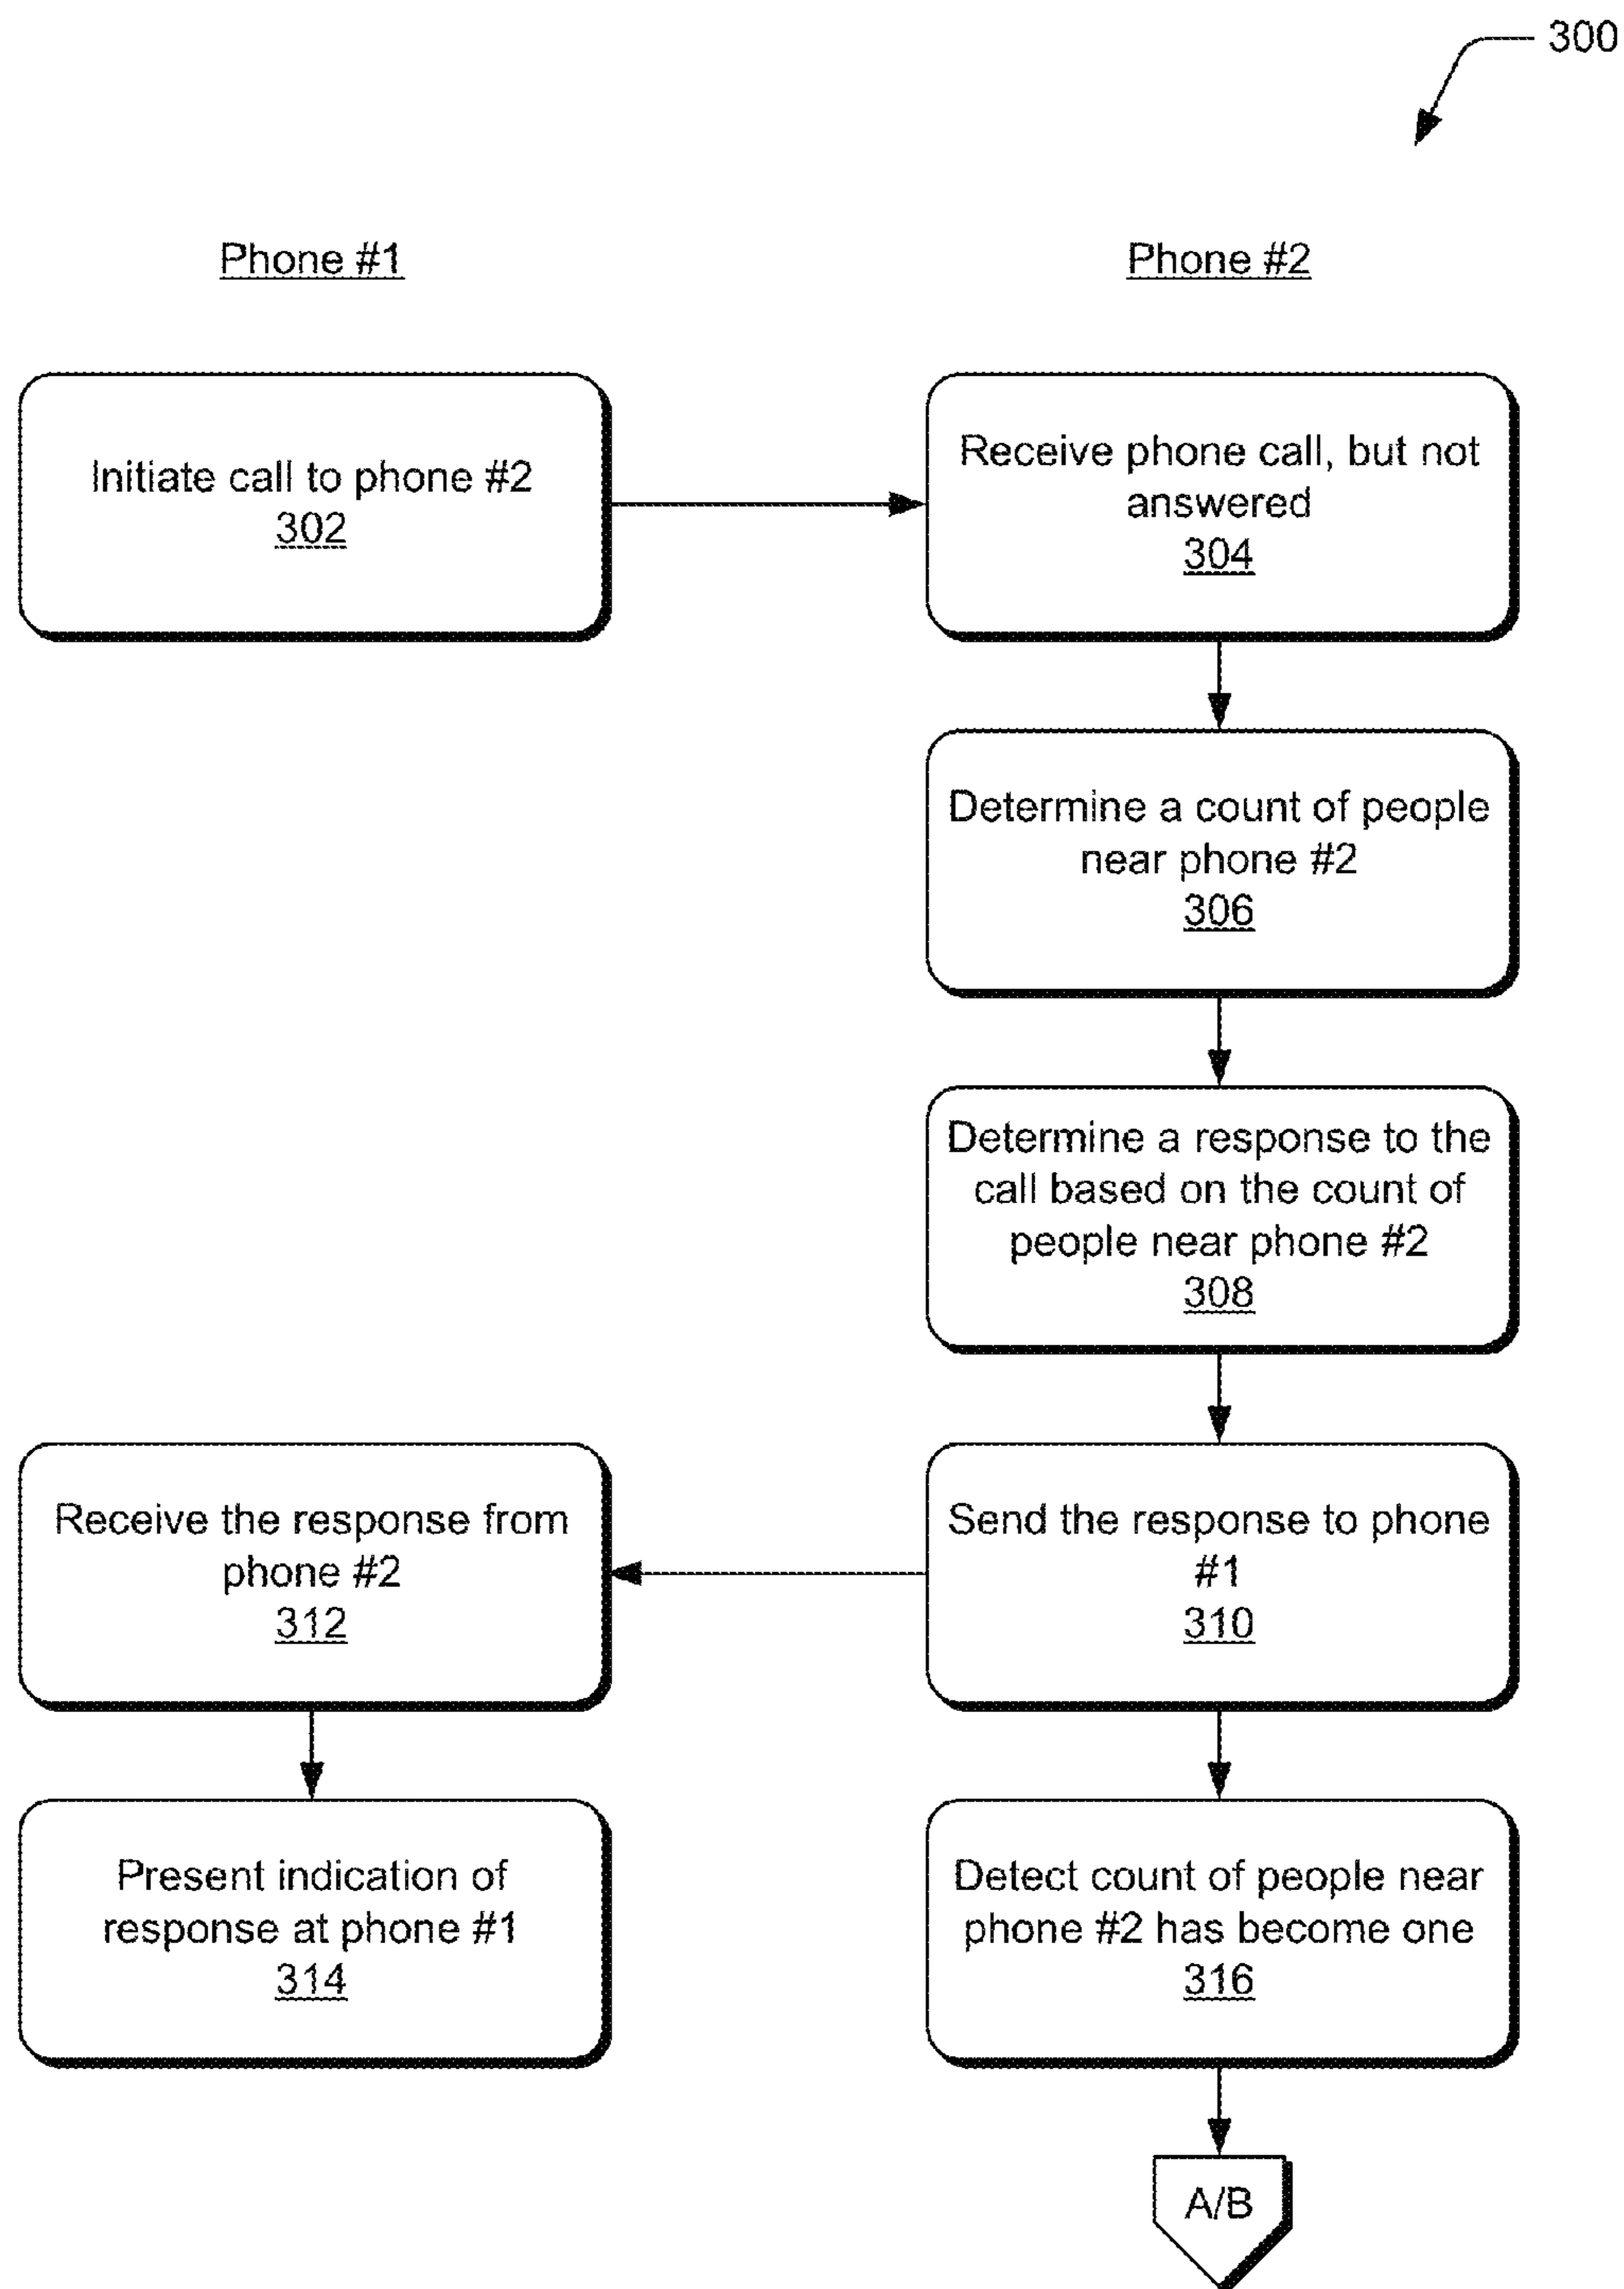 300
Phone #1
Phone #2
Initiate call to phone #2
302
Receive phone call, but not
answered
304
Determine a count of people
near phone #2
306
Determine a response to the
call based on the count of
people near phone #2
308
Receive the response from
phone #2
312
Send the response to phone
#1
310
Present indication of
response at phone #1
314
Detect count of people near
phone #2 has become one
316
A/B